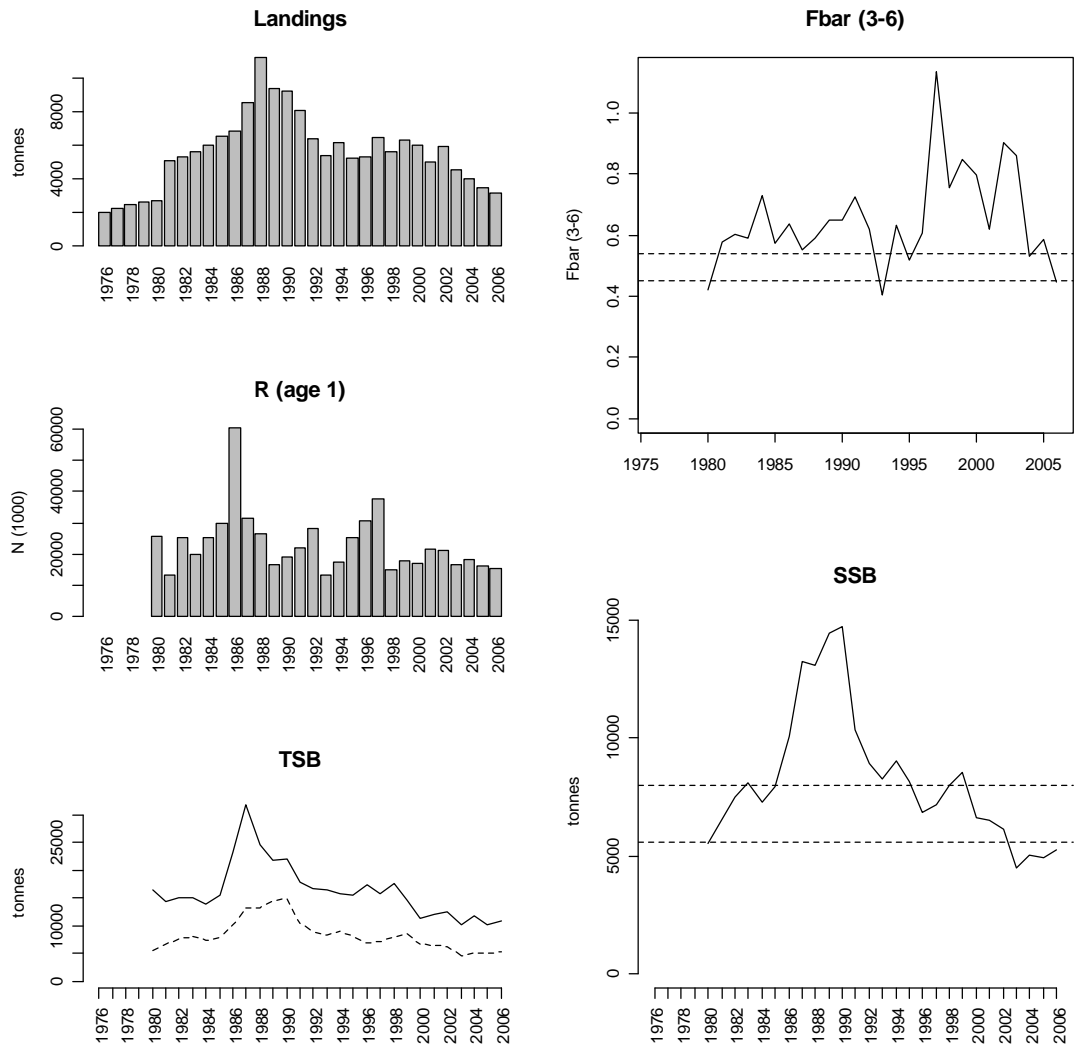 Landings
tonnes
0 4000 8000
1976 1978 1980 1982 1984 1986 1988 1990 1992 1994 1996 1998 2000 2002 2004 2006
R (age 1)
N (1000)
0 20000 40000 60000
1976 1978 1980 1982 1984 1986 1988 1990 1992 1994 1996 1998 2000 2002 2004 2006
TSB
tonnes
0 10000 25000
1976 1978 1980 1982 1984 1986 1988 1990 1992 1994 1996 1998 2000 2002 2004 2006
Fbar (3-6)
Fbar (3-6)
0.0 0.2 0.4 0.6 0.8 1.0
1975 1980 1985 1990 1995 2000 2005
SSB
tonnes
0 5000 10000 15000
1976 1978 1980 1982 1984 1986 1988 1990 1992 1994 1996 1998 2000 2002 2004 2006